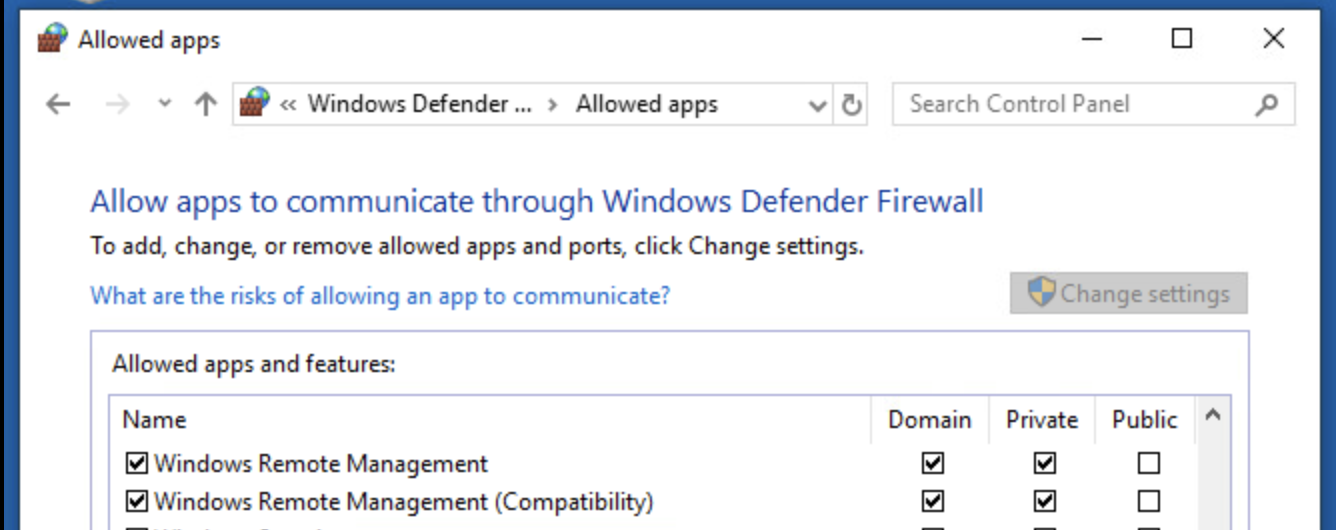 Allowed apps
« Windows Defender ... › Allowed apps
Search Control Panel
Allow apps to communicate through Windows Defender Firewall
To add, change, or remove allowed apps and ports, click Change settings.
What are the risks of allowing an app to communicate?
Change settings
Allowed apps and features:
Name Domain Private Public
Windows Remote Management
Windows Remote Management (Compatibility)